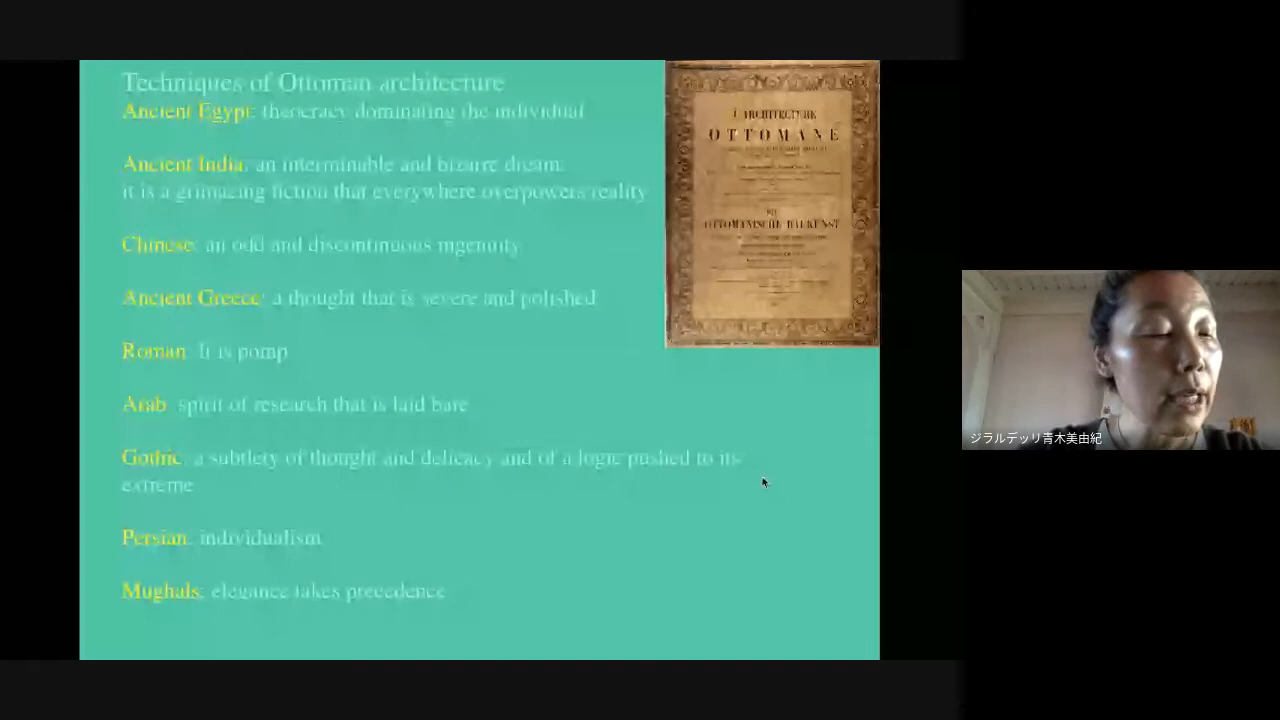 Techniques of Ottoman architecture
Ancient Egypt: theocracy dominating the individual
Ancient India: an interminable and bizarre dream:
it is a grimacing fiction that everywhere overpowers reality
Chinese: an odd and discontinuous ingenuity
Ancient Greece: a thought that is severe and polished
Roman: It is pomp
Arab: spirit of research that is laid bare
Gothic: a subtlety of thought and delicacy and of a logic pushed to its
extreme
Persian: individualism
Mughals: elegance takes precedence
L'ARCHITECTURE
OTTOMANE
DIE
OTTOMANISCHE BAUKUNST
ジラルデッリ青木美由紀